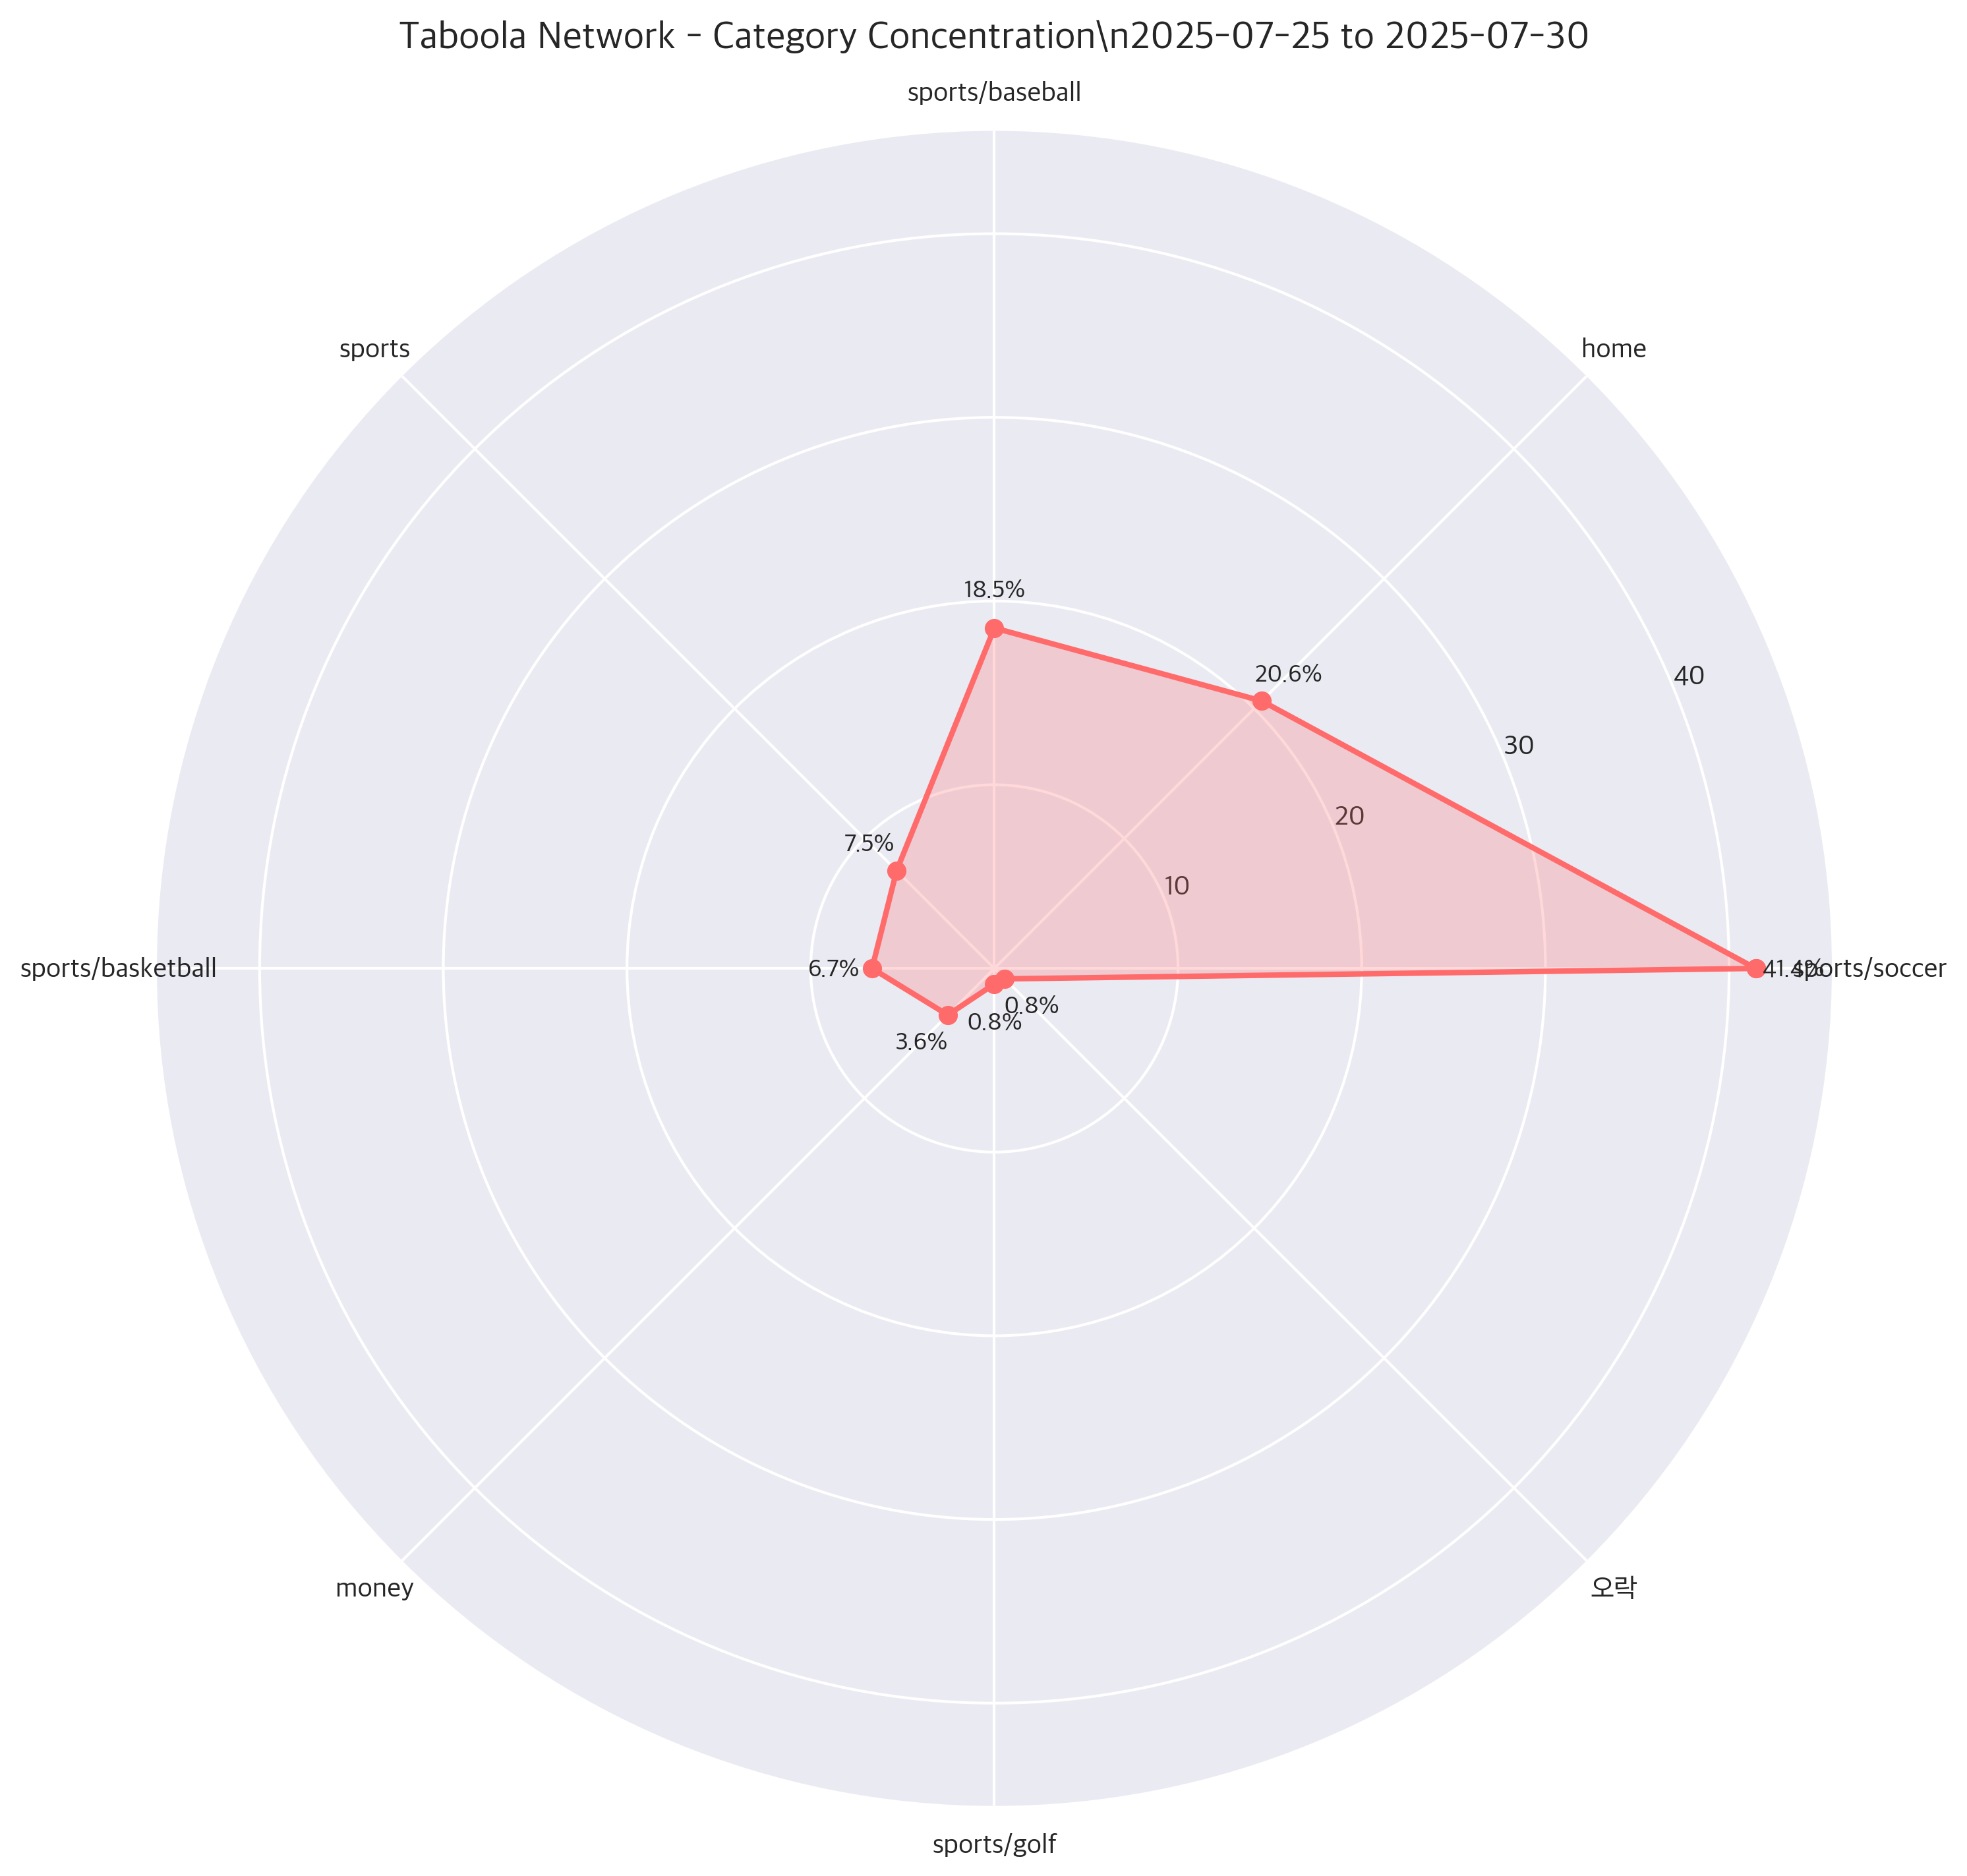 Taboola Network - Category Concentration\n2025-07-25 to 2025-07-30
sports/baseball
sports
home
18.5%
20.6%
40
30
20
7.5%
10
sports/basketball
6.7%
41.4%
sports/soccer
0.8%
0.8%
3.6%
money
오락
sports/golf